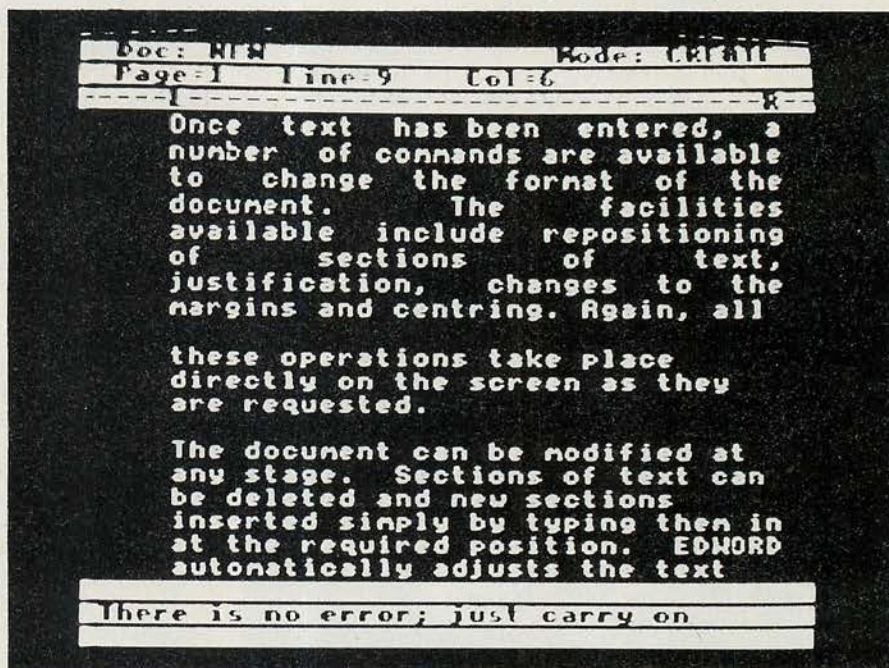 Doc: NEW Mode: CREATE
Page=1 Line=9 Col=6
------L----------------------------------------R--
Once text has been entered, a
number of commands are available
to change the format of the
document. The facilities
available include repositioning
of sections of text,
justification, changes to the
margins and centring. Again, all
these operations take place
directly on the screen as they
are requested.
The document can be modified at
any stage. Sections of text can
be deleted and new sections
inserted simply by typing them in
at the required position. EDWORD
automatically adjusts the text
There is no error; just carry on